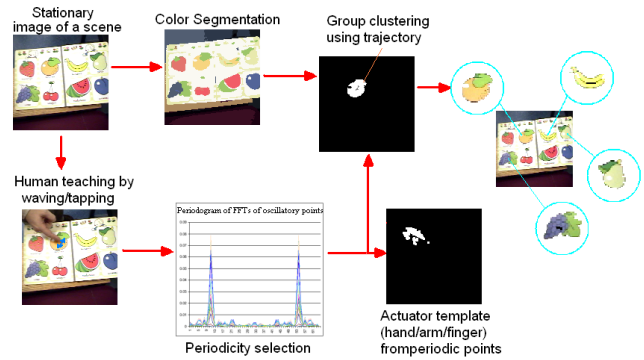 Stationary
image of a scene
Color Segmentation
Group clustering
using trajectory
Human teaching by
waving/tapping
Periodogram of FFTs of oscillatory points
Periodicity selection
Actuator template
(hand/arm/finger)
fromperiodic points